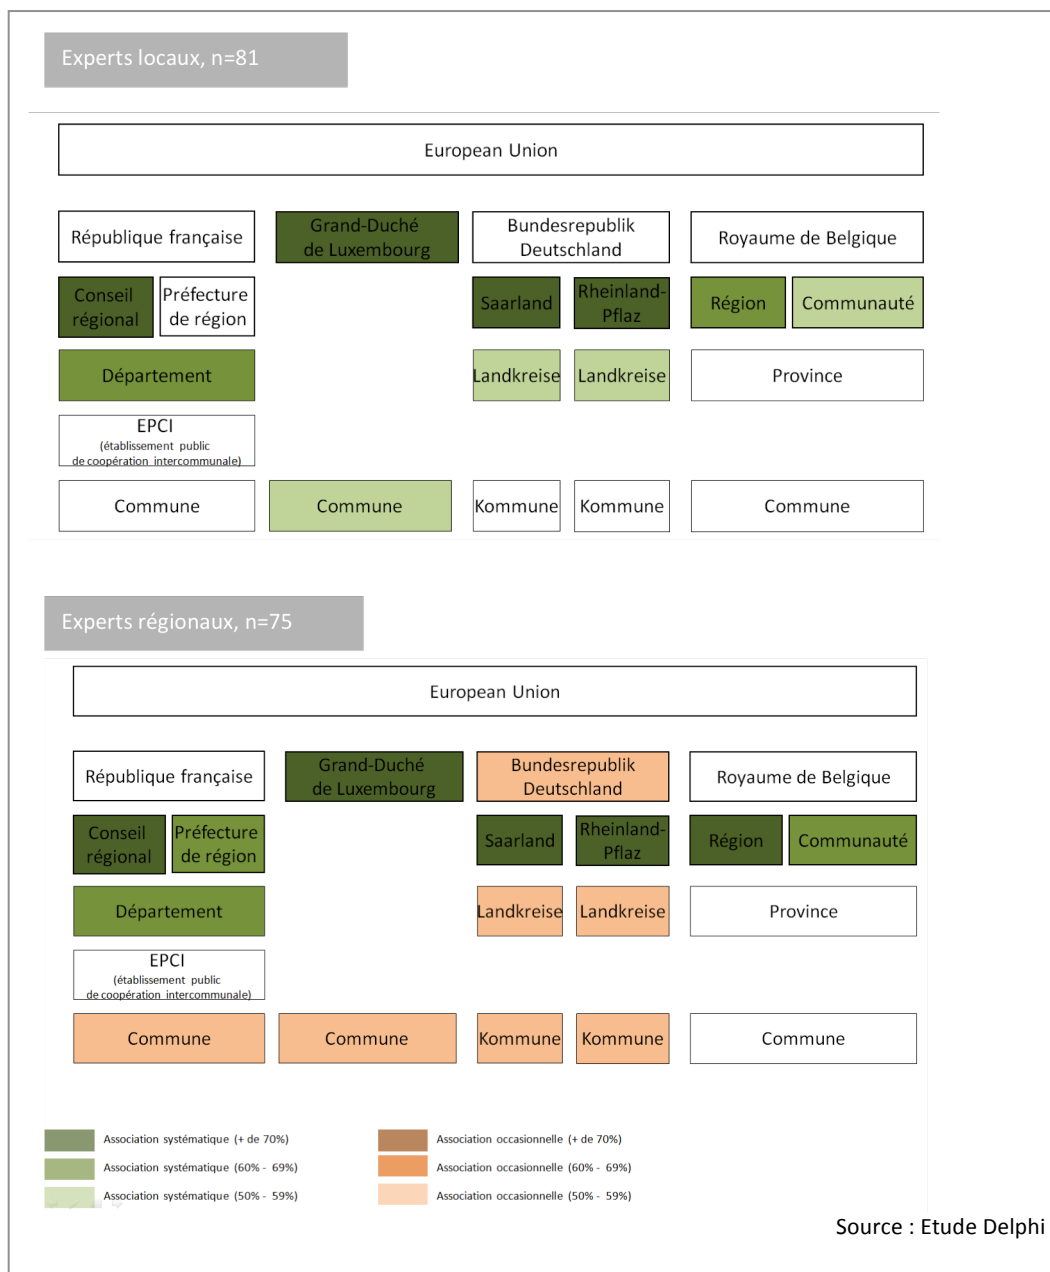 Experts locaux, n=81
European Union
République française
Grand-Duché
de Luxembourg
Bundesrepublik
Deutschland
Royaume de Belgique
Conseil
régional
Préfecture
de région
Saarland
Rheinland-
Pflaz
Région
Communauté
Département
Landkreise
Landkreise
Province
EPCI
(établissement public
de coopération intercommunale)
Commune
Commune
Kommune
Kommune
Commune
Experts régionaux, n=75
European Union
République française
Grand-Duché
de Luxembourg
Bundesrepublik
Deutschland
Royaume de Belgique
Conseil
régional
Préfecture
de région
Saarland
Rheinland-
Pflaz
Région
Communauté
Département
Landkreise
Landkreise
Province
EPCI
(établissement public
de coopération intercommunale)
Commune
Commune
Kommune
Kommune
Commune
Association systématique (+ de 70%)
Association occasionnelle (+ de 70%)
Association systématique (60% - 69%)
Association occasionnelle (60% - 69%)
Association systématique (50% - 59%)
Association occasionnelle (50% - 59%)
Source : Etude Delphi